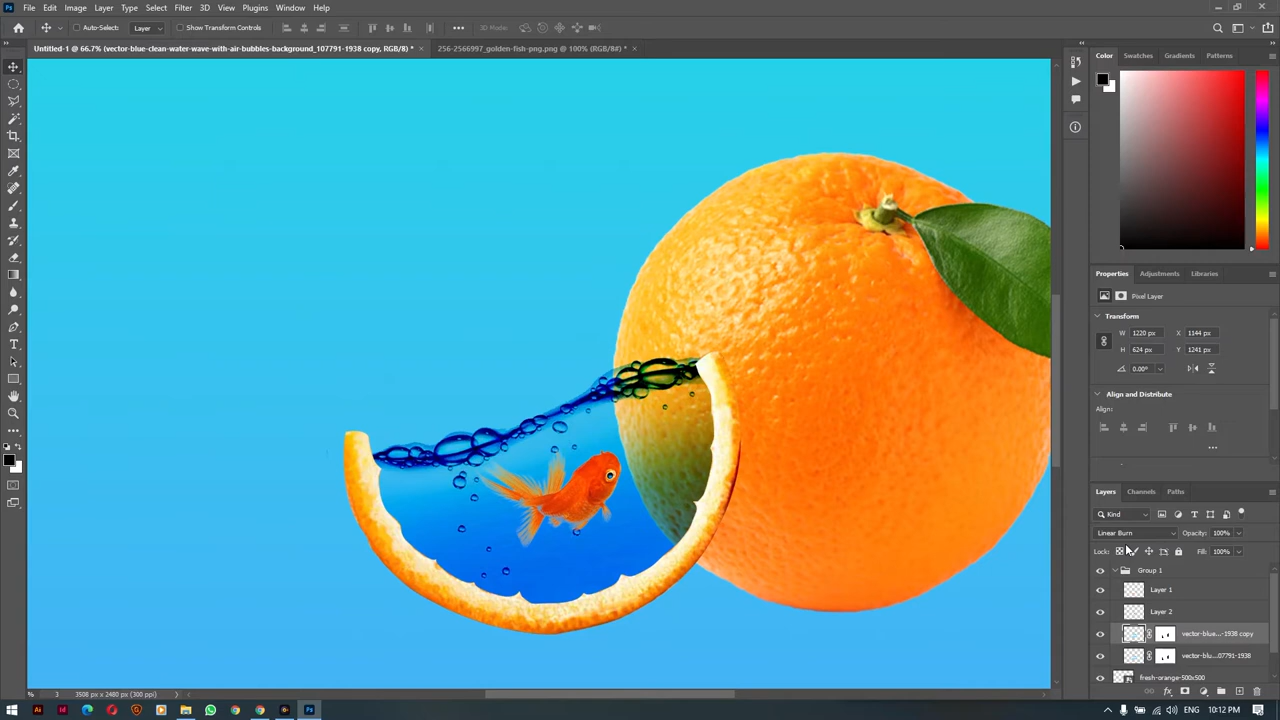 File Edit Image Layer Type Select Filter 3D View Plugins Window Help
Auto-Select: Layer Show Transform Controls 3D Mode:
Untitled-1 @ 66.7% (vector-blue-clean-water-wave-with-air-bubbles-background_107791-1938 copy, RGB/8) * 256-2566997_golden-fish-png.png @ 100% (RGB/8#) *
Color Swatches Gradients Patterns
Properties Adjustments Libraries
Pixel Layer
Transform
W 1220 px X 1144 px
H 624 px Y 1241 px
0.00°
Align and Distribute
Align:
Layers Channels Paths
Kind
Linear Burn Opacity: 100%
Lock: Fill: 100%
Group 1
Layer 1
Layer 2
vector-blue...-1938 copy
vector-blu...07791-1938
fresh-orange-500x500
% 3 3508 px x 2480 px (300 ppi)
ENG 10:12 PM